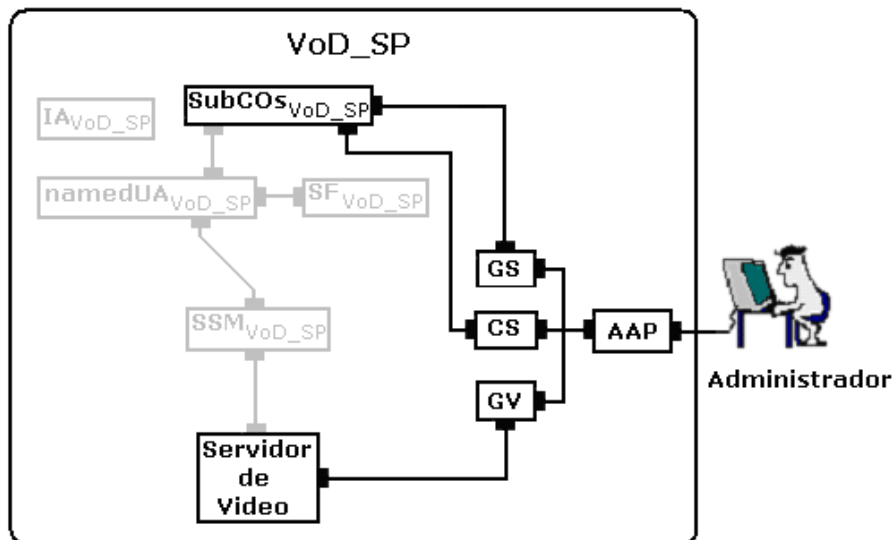 VoD_SP
SubCOsVoD_SP
IAVoD_SP
namedUAVoD_SP
SFVoD_SP
GS
SSMVoD_SP
CS
AAP
Administrador
GV
Servidor
de
Video